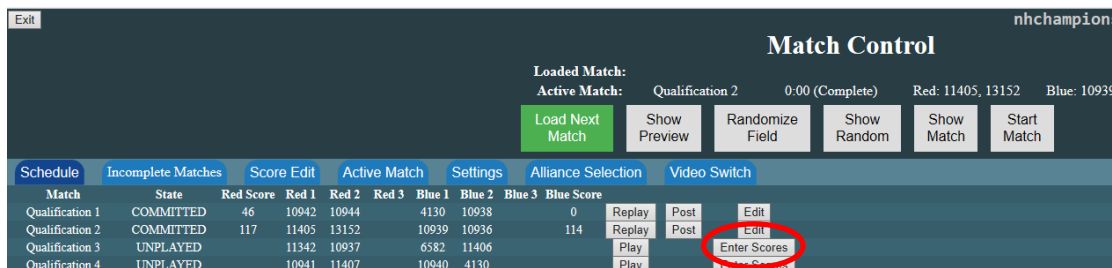 Exit
nhchampion
Match Control
Loaded Match:
Active Match: Qualification 2 0:00 (Complete) Red: 11405, 13152 Blue: 10939
Load Next Match Show Preview Randomize Field Show Random Show Match Start Match
Schedule Incomplete Matches Score Edit Active Match Settings Alliance Selection Video Switch
Match State Red Score Red 1 Red 2 Red 3 Blue 1 Blue 2 Blue 3 Blue Score
Qualification 1 COMMITTED 46 10942 10944 4130 10938 0 Replay Post Edit
Qualification 2 COMMITTED 117 11405 13152 10939 10936 114 Replay Post Edit
Qualification 3 UNPLAYED 11342 10937 6582 11406 Play Enter Scores
Qualification 4 UNPLAYED 10941 11407 10940 4130 Play Enter Scores